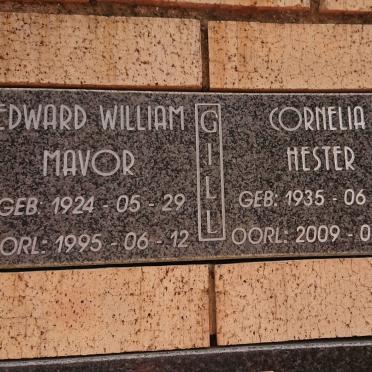 EDWARD WILLIAM
MAVOR
GEB: 1924 - 05 - 29
OORL: 1995 - 06 - 12
GILL
CORNELIA
HESTER
GEB: 1935 - 06
OORL: 2009 - 0